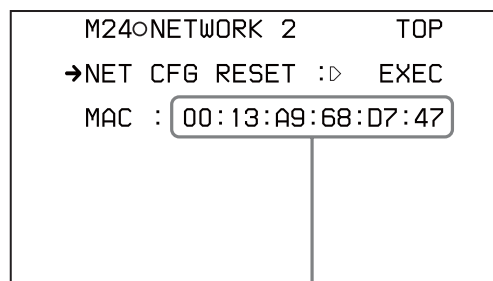 M24○NETWORK 2 TOP
➔NET CFG RESET :▷ EXEC
MAC : 00:13:A9:68:D7:47